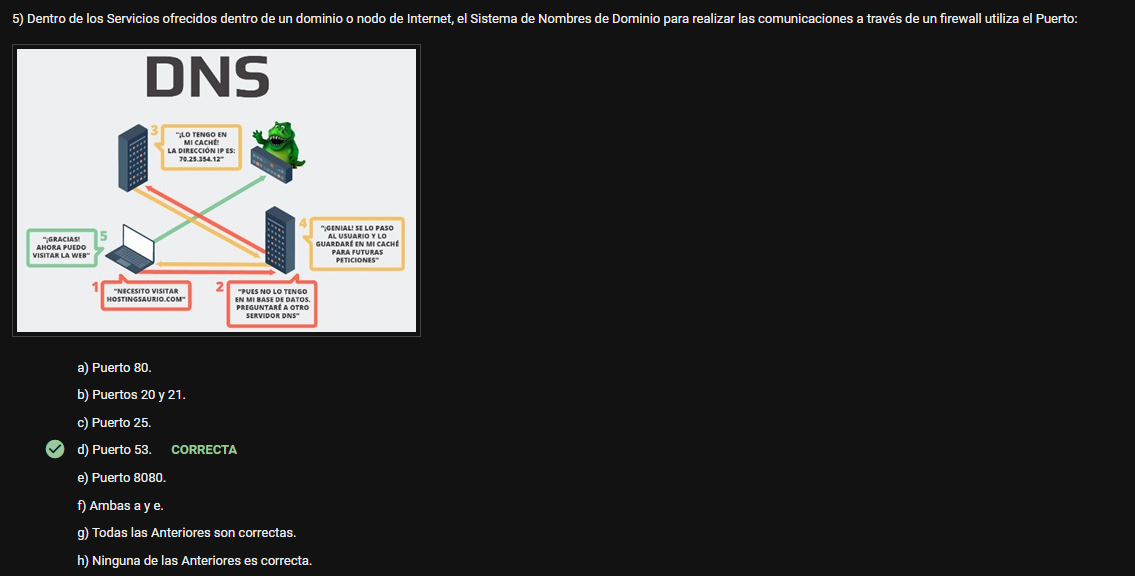 5) Dentro de los Servicios ofrecidos dentro de un dominio o nodo de Internet, el Sistema de Nombres de Dominio para realizar las comunicaciones a través de un firewall utiliza el Puerto:
DNS
3
"¡LO TENGO EN
MI CACHÉ!
LA DIRECCIÓN IP ES:
70.25.354.12"
"¡GRACIAS!
AHORA PUEDO
VISITAR LA WEB"
5
4
"¡GENIAL! SE LO PASO
AL USUARIO Y LO
GUARDARÉ EN MI CACHÉ
PARA FUTURAS
PETICIONES"
1
"NECESITO VISITAR
HOSTINGSAURIO.COM"
2
"PUES NO LO TENGO
EN MI BASE DE DATOS.
PREGUNTARÉ A OTRO
SERVIDOR DNS"
a) Puerto 80.
b) Puertos 20 y 21.
c) Puerto 25.
d) Puerto 53. CORRECTA
e) Puerto 8080.
f) Ambas a y e.
g) Todas las Anteriores son correctas.
h) Ninguna de las Anteriores es correcta.